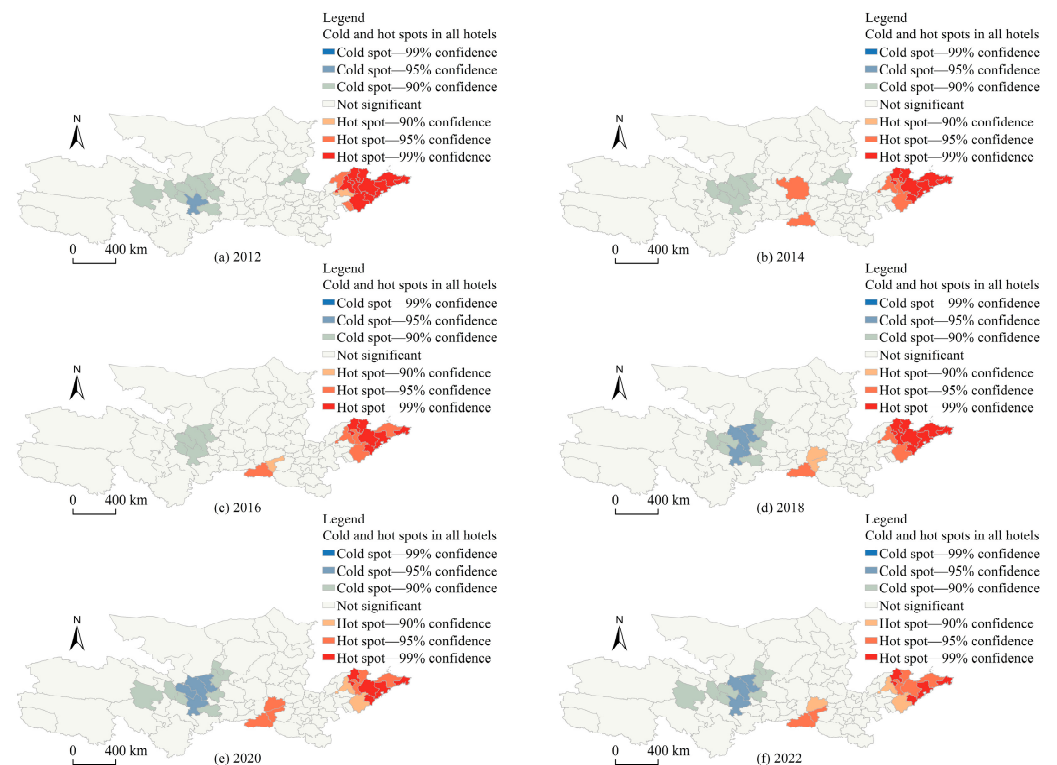 Legend
Cold and hot spots in all hotels
Cold spot—99% confidence
Cold spot—95% confidence
Cold spot—90% confidence
Not significant
Hot spot—90% confidence
Hot spot—95% confidence
Hot spot—99% confidence
N
0 400 km
(a) 2012
Legend
Cold and hot spots in all hotels
Cold spot—99% confidence
Cold spot—95% confidence
Cold spot—90% confidence
Not significant
Hot spot—90% confidence
Hot spot—95% confidence
Hot spot—99% confidence
N
0 400 km
(b) 2014
Legend
Cold and hot spots in all hotels
Cold spot 99% confidence
Cold spot—95% confidence
Cold spot—90% confidence
Not significant
Hot spot—90% confidence
Hot spot—95% confidence
Hot spot 99% confidence
N
0 400 km
(c) 2016
Legend
Cold and hot spots in all hotels
Cold spot 99% confidence
Cold spot—95% confidence
Cold spot—90% confidence
Not significant
Hot spot—90% confidence
Hot spot—95% confidence
Hot spot 99% confidence
N
0 400 km
(d) 2018
Legend
Cold and hot spots in all hotels
Cold spot—99% confidence
Cold spot—95% confidence
Cold spot—90% confidence
Not significant
Hot spot—90% confidence
Hot spot—95% confidence
Hot spot 99% confidence
N
0 400 km
(e) 2020
Legend
Cold and hot spots in all hotels
Cold spot 99% confidence
Cold spot—95% confidence
Cold spot—90% confidence
Not significant
Hot spot—90% confidence
Hot spot—95% confidence
Hot spot 99% confidence
N
0 400 km
(f) 2022